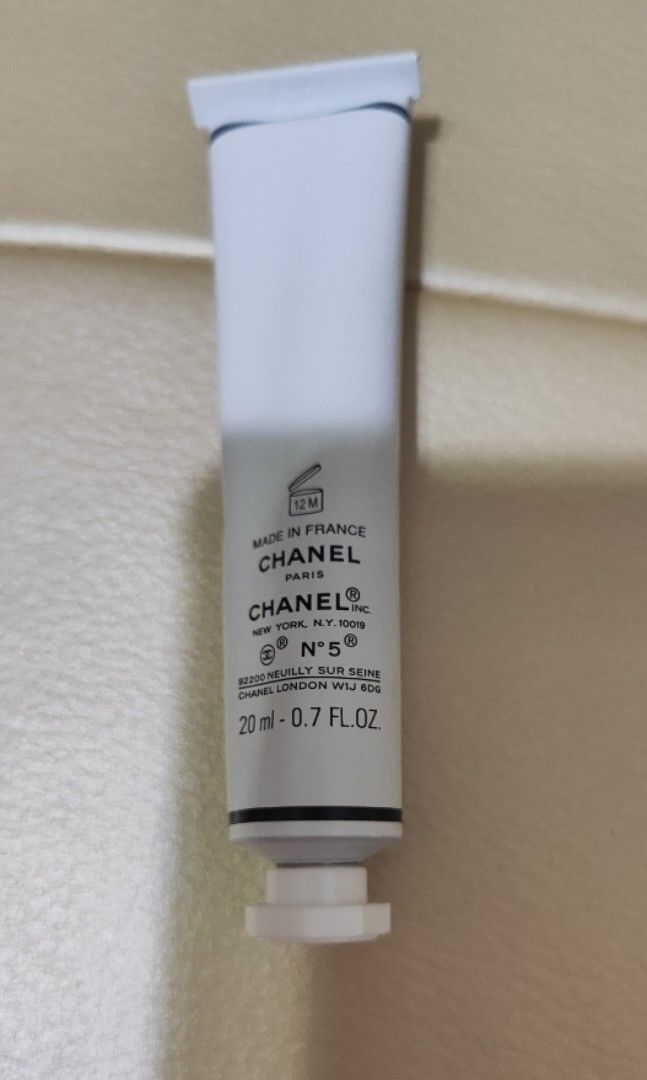 12 M
MADE IN FRANCE
CHANEL
PARIS
CHANEL® INC.
NEW YORK, N.Y. 10019
® N°5®
92200 NEUILLY SUR SEINE
CHANEL LONDON W1J 6DG
20 ml - 0.7 FL.OZ.